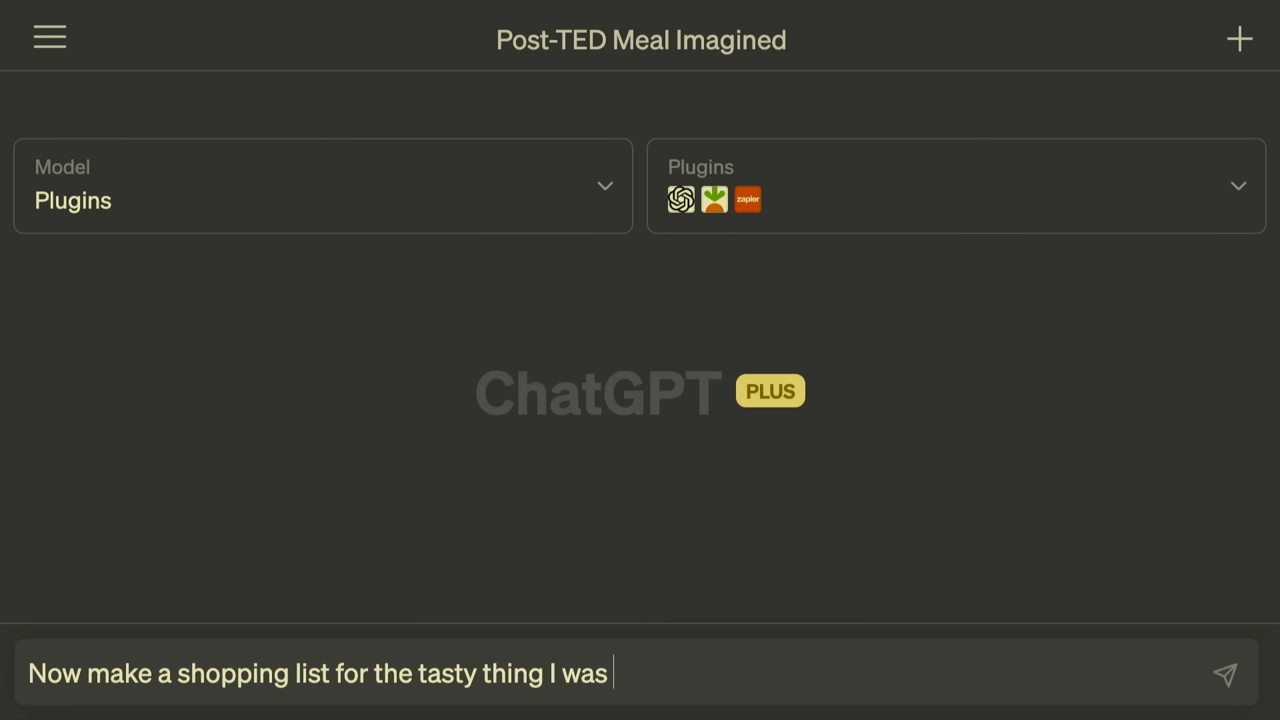 Post-TED Meal Imagined
Model
Plugins
Plugins
zapier
ChatGPT PLUS
Now make a shopping list for the tasty thing I was